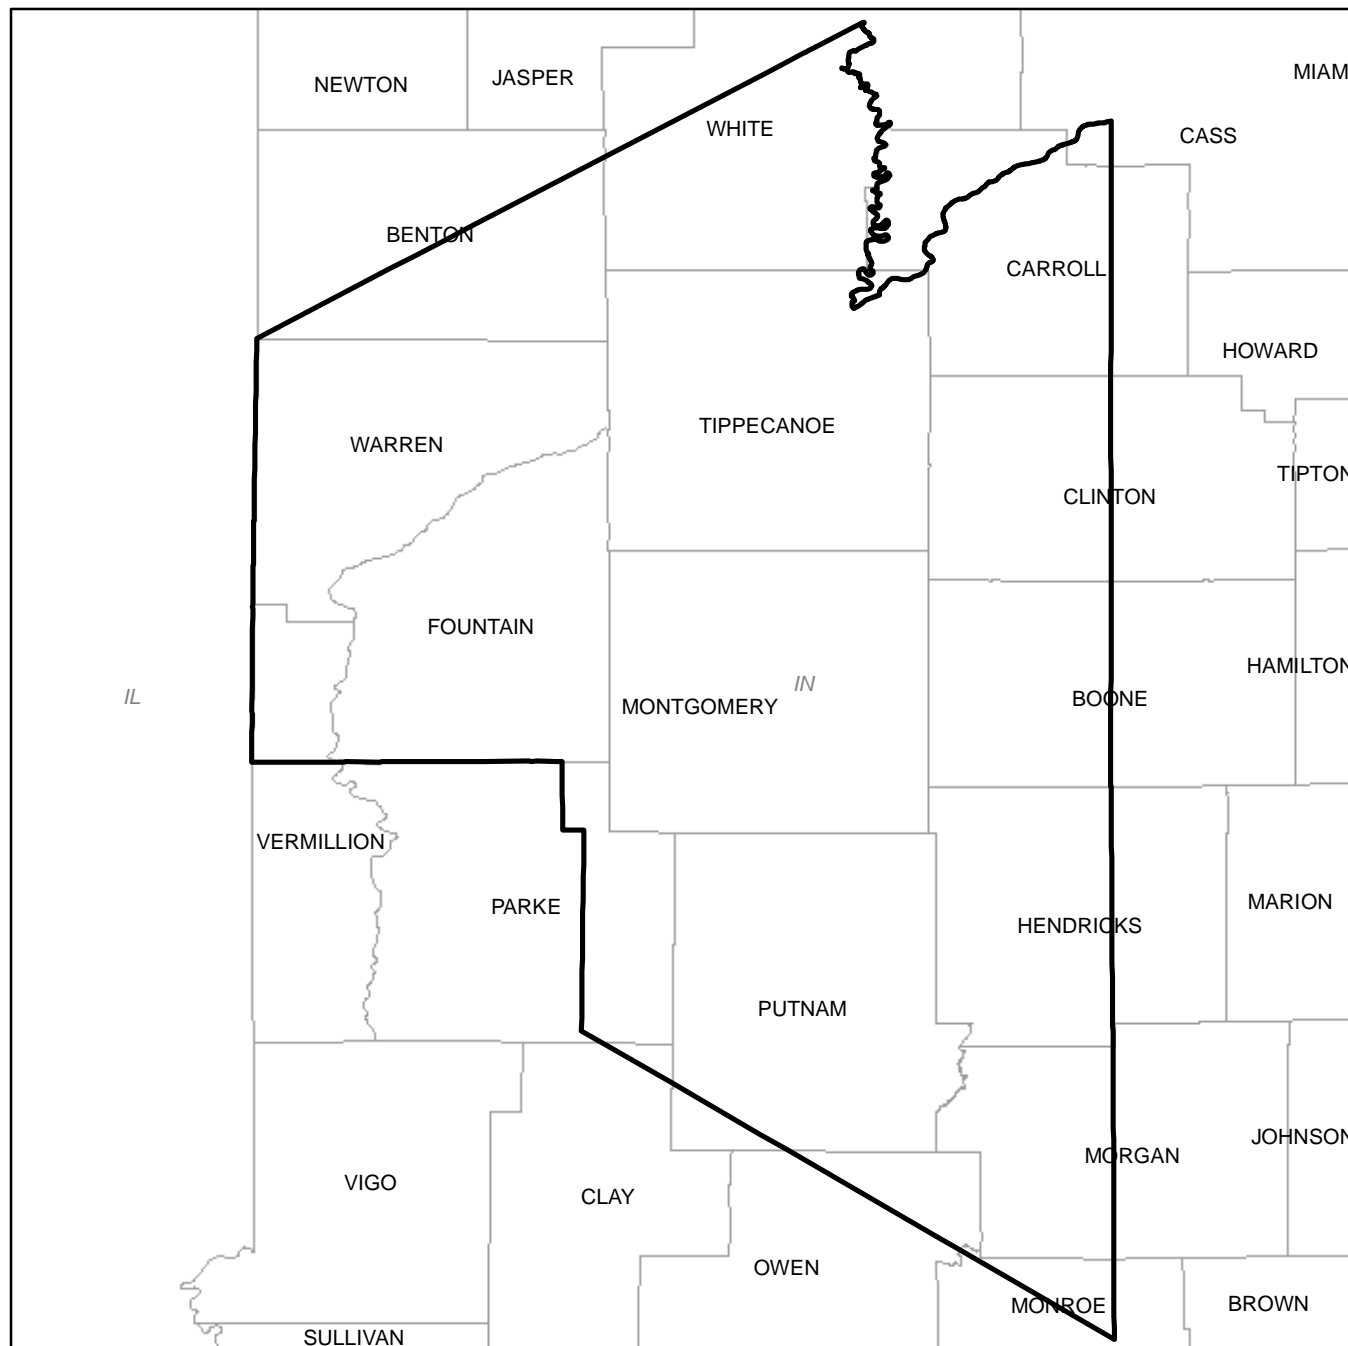 MIAM
NEWTON
JASPER
WHITE
CASS
BENTON
CARROLL
HOWARD
TIPPECANOE
WARREN
TIPTON
CLINTON
FOUNTAIN
HAMILTON
IL
IN
MONTGOMERY
BOONE
VERMILLION
PARKE
MARION
HENDRICKS
PUTNAM
JOHNSON
MORGAN
VIGO
CLAY
OWEN
MONROE
BROWN
SULLIVAN